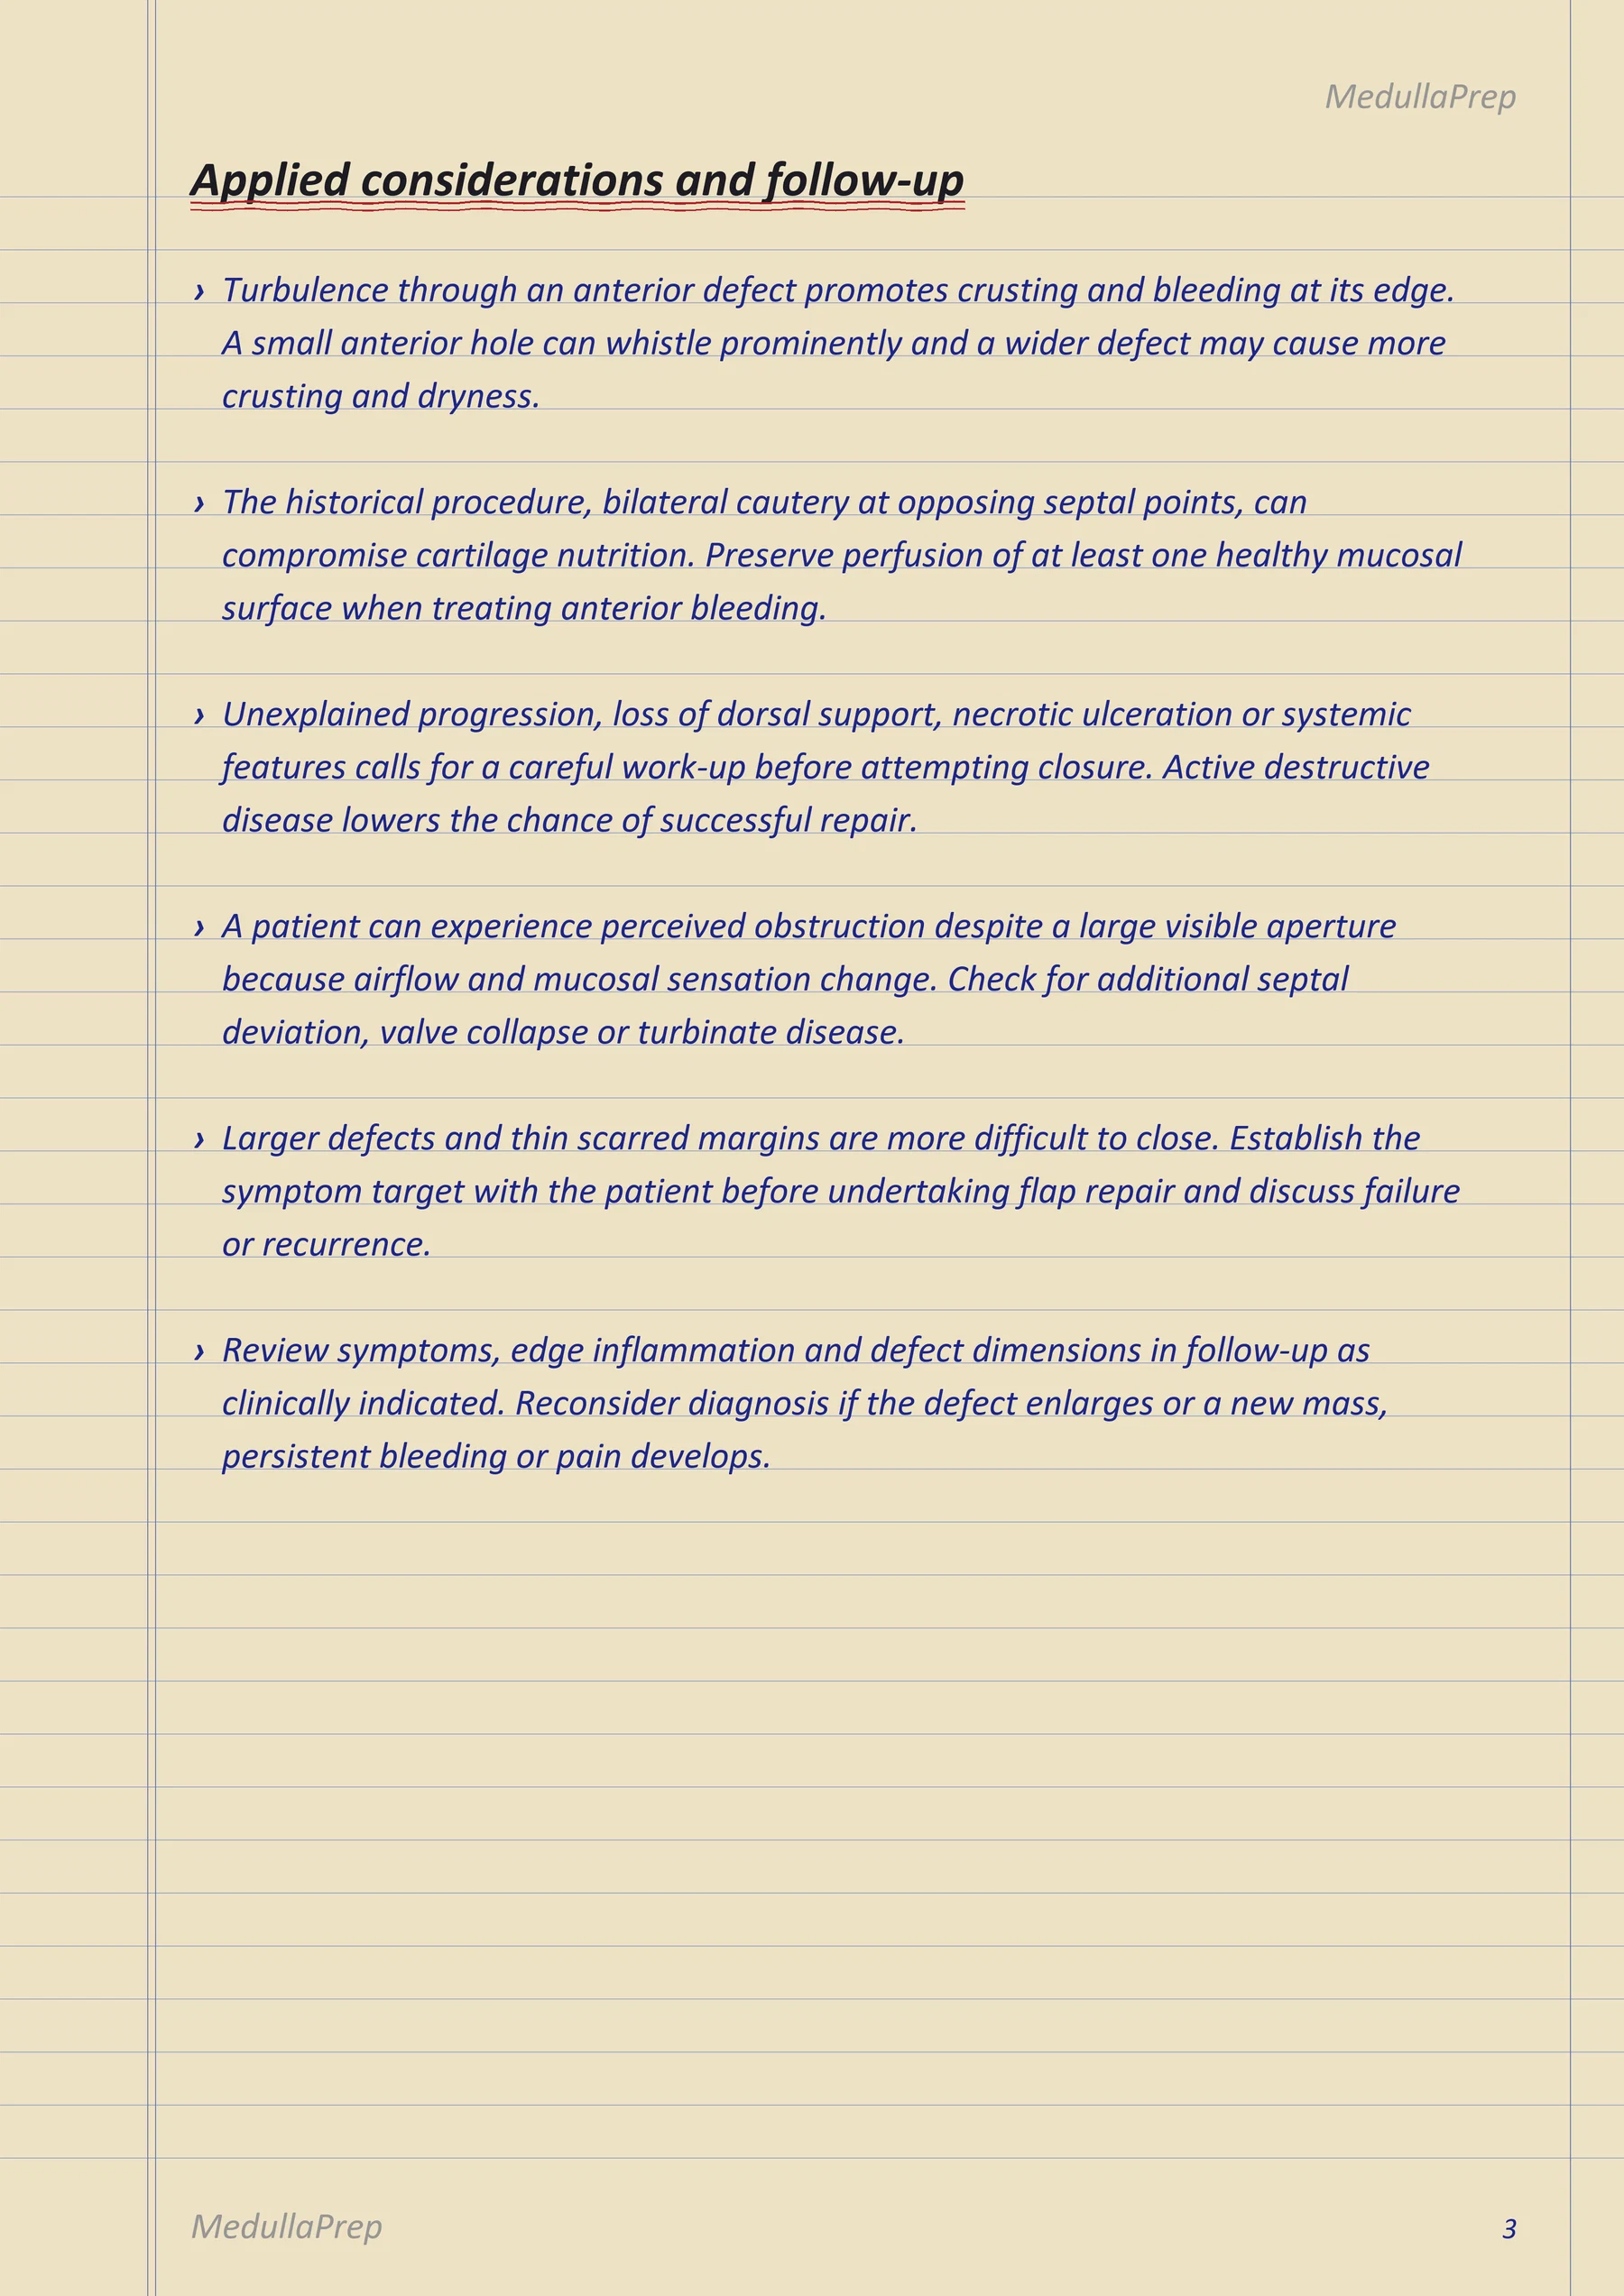 MedullaPrep
Applied considerations and follow-up
› Turbulence through an anterior defect promotes crusting and bleeding at its edge.
A small anterior hole can whistle prominently and a wider defect may cause more
crusting and dryness.
› The historical procedure, bilateral cautery at opposing septal points, can
compromise cartilage nutrition. Preserve perfusion of at least one healthy mucosal
surface when treating anterior bleeding.
› Unexplained progression, loss of dorsal support, necrotic ulceration or systemic
features calls for a careful work-up before attempting closure. Active destructive
disease lowers the chance of successful repair.
› A patient can experience perceived obstruction despite a large visible aperture
because airflow and mucosal sensation change. Check for additional septal
deviation, valve collapse or turbinate disease.
› Larger defects and thin scarred margins are more difficult to close. Establish the
symptom target with the patient before undertaking flap repair and discuss failure
or recurrence.
› Review symptoms, edge inflammation and defect dimensions in follow-up as
clinically indicated. Reconsider diagnosis if the defect enlarges or a new mass,
persistent bleeding or pain develops.
MedullaPrep
3